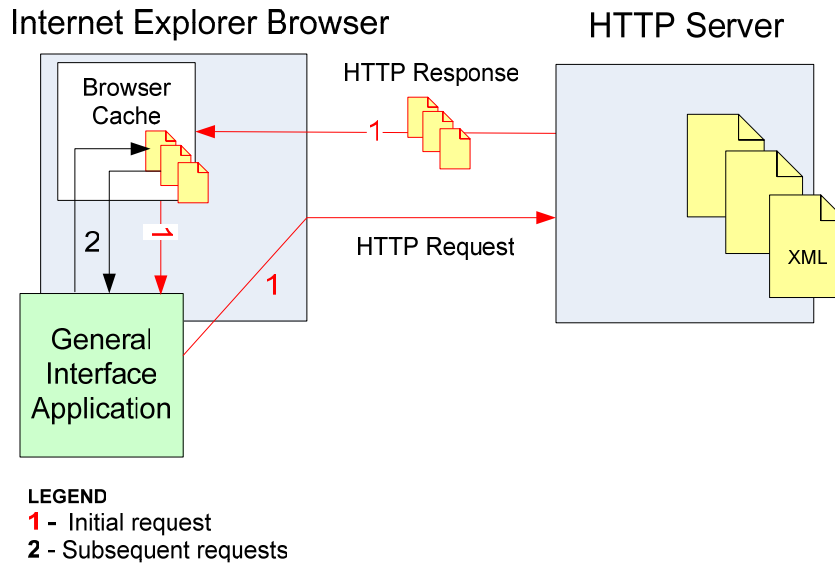 Internet Explorer Browser
HTTP Server
Browser
Cache
HTTP Response
1
2
1
HTTP Request
1
XML
General
Interface
Application
LEGEND
1 - Initial request
2 - Subsequent requests